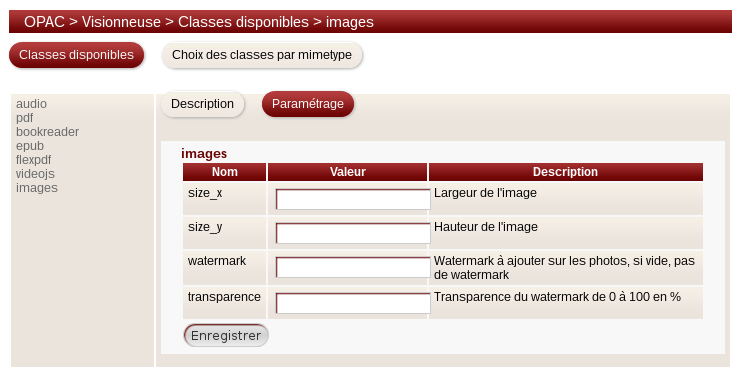 OPAC > Visionneuse > Classes disponibles > images
Classes disponibles
Choix des classes par mimetype
audio
pdf
bookreader
epub
flexpdf
videojs
images
Description
Paramétrage
images
Nom Valeur Description
size_x Largeur de l'image
size_y Hauteur de l'image
watermark Watermark à ajouter sur les photos, si vide, pas
de watermark
transparence Transparence du watermark de 0 à 100 en %
Enregistrer